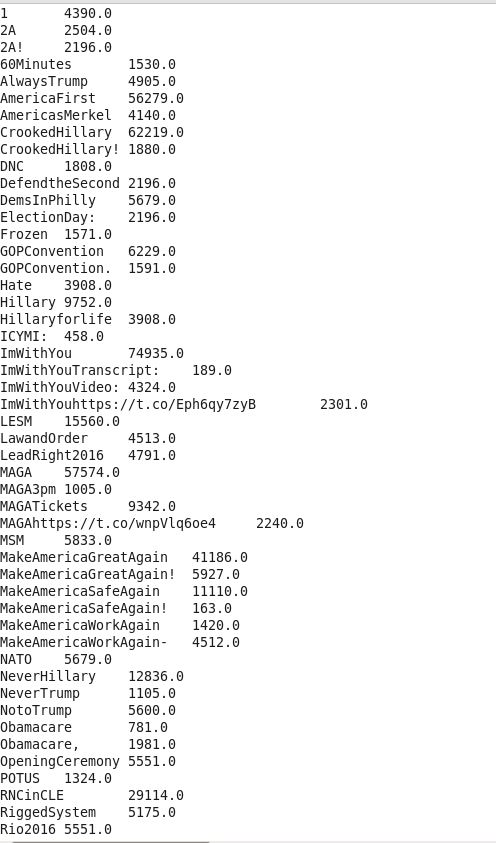 1 4390.0
2A 2504.0
2A! 2196.0
60Minutes 1530.0
AlwaysTrump 4905.0
AmericaFirst 56279.0
AmericasMerkel 4140.0
CrookedHillary 62219.0
CrookedHillary! 1880.0
DNC 1808.0
DefendtheSecond 2196.0
DemsInPhilly 5679.0
ElectionDay: 2196.0
Frozen 1571.0
GOPConvention 6229.0
GOPConvention. 1591.0
Hate 3908.0
Hillary 9752.0
Hillaryforlife 3908.0
ICYMI: 458.0
ImWithYou 74935.0
ImWithYouTranscript: 189.0
ImWithYouVideo: 4324.0
ImWithYouhttps://t.co/Eph6qy7zyB 2301.0
LESM 15560.0
LawandOrder 4513.0
LeadRight2016 4791.0
MAGA 57574.0
MAGA3pm 1005.0
MAGATickets 9342.0
MAGAhttps://t.co/wnpVlq6oe4 2240.0
MSM 5833.0
MakeAmericaGreatAgain 41186.0
MakeAmericaGreatAgain! 5927.0
MakeAmericaSafeAgain 11110.0
MakeAmericaSafeAgain! 163.0
MakeAmericaWorkAgain 1420.0
MakeAmericaWorkAgain- 4512.0
NATO 5679.0
NeverHillary 12836.0
NeverTrump 1105.0
NotoTrump 5600.0
Obamacare 781.0
Obamacare, 1981.0
OpeningCeremony 5551.0
POTUS 1324.0
RNCinCLE 29114.0
RiggedSystem 5175.0
Rio2016 5551.0